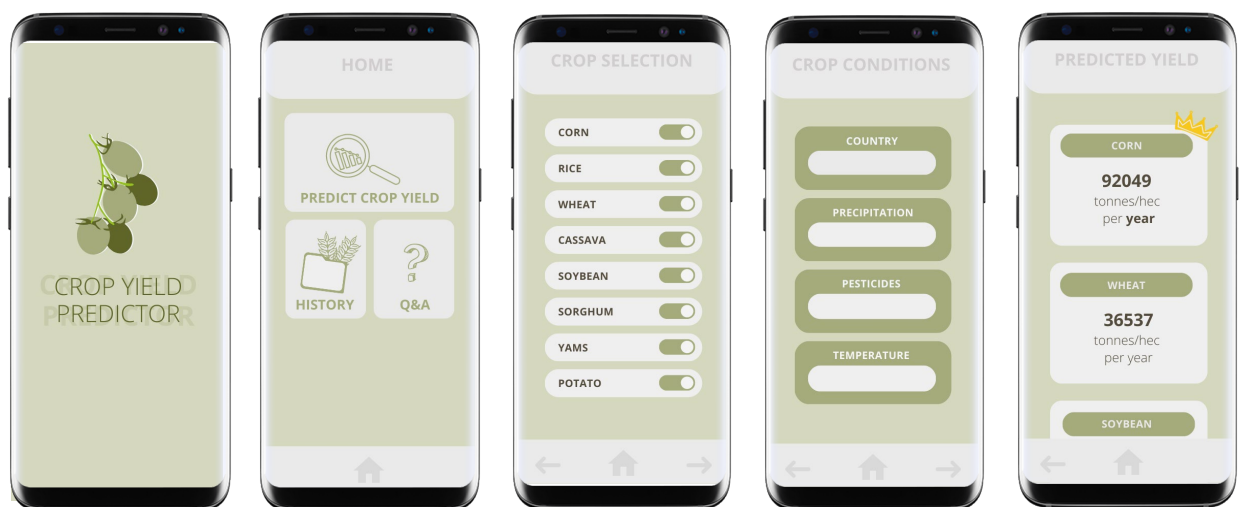 CROP YIELD
PREDICTOR
HOME
PREDICT CROP YIELD
HISTORY
Q&A
CROP SELECTION
CORN
RICE
WHEAT
CASSAVA
SOYBEAN
SORGHUM
YAMS
POTATO
CROP CONDITIONS
COUNTRY
PRECIPITATION
PESTICIDES
TEMPERATURE
PREDICTED YIELD
CORN
92049
tonnes/hec
per year
WHEAT
36537
tonnes/hec
per year
SOYBEAN